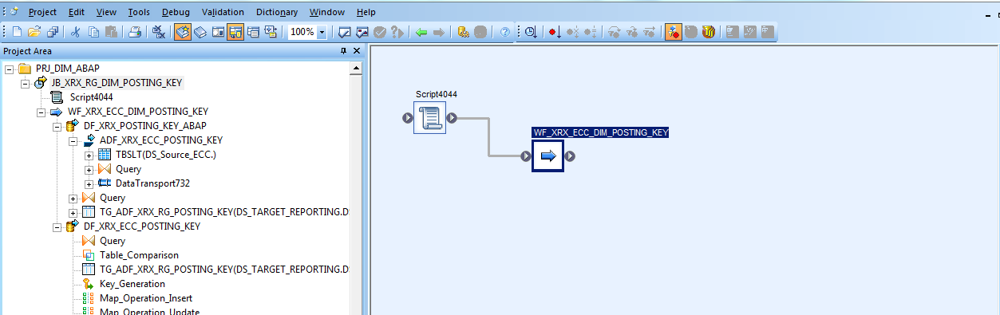 Project Edit View Tools Debug Validation Dictionary Window Help
100%
Project Area
PRJ_DIM_ABAP
JB_XRX_RG_DIM_POSTING_KEY
Script4044
WF_XRX_ECC_DIM_POSTING_KEY
DF_XRX_POSTING_KEY_ABAP
ADF_XRX_ECC_POSTING_KEY
TBSLT(DS_Source_ECC.)
Query
DataTransport732
Query
TG_ADF_XRX_RG_POSTING_KEY(DS_TARGET_REPORTING.D
DF_XRX_ECC_POSTING_KEY
Query
Table_Comparison
TG_ADF_XRX_RG_POSTING_KEY(DS_TARGET_REPORTING.D
Key_Generation
Map_Operation_Insert
Map_Operation_Update
Script4044
WF_XRX_ECC_DIM_POSTING_KEY